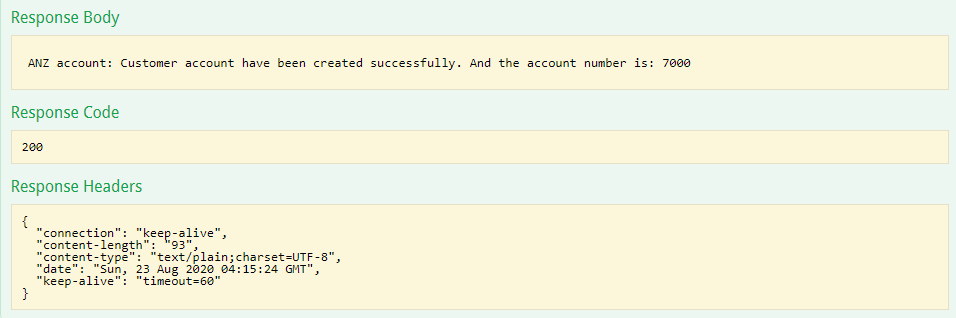 Response Body
ANZ account: Customer account have been created successfully. And the account number is: 7000
Response Code
200
Response Headers
{
  "connection": "keep-alive",
  "content-length": "93",
  "content-type": "text/plain;charset=UTF-8",
  "date": "Sun, 23 Aug 2020 04:15:24 GMT",
  "keep-alive": "timeout=60"
}